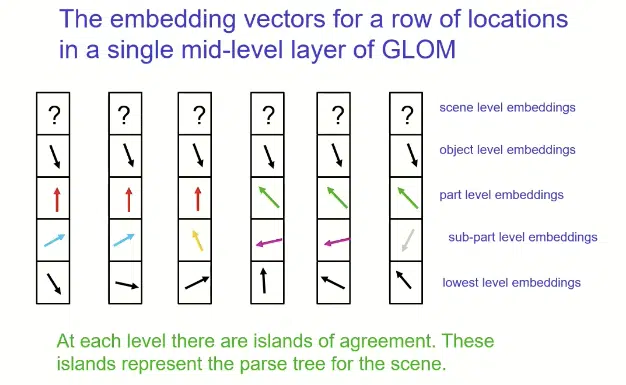 The embedding vectors for a row of locations
in a single mid-level layer of GLOM
? ? ? ? ? ? scene level embeddings
object level embeddings
part level embeddings
sub-part level embeddings
lowest level embeddings
At each level there are islands of agreement. These
islands represent the parse tree for the scene.